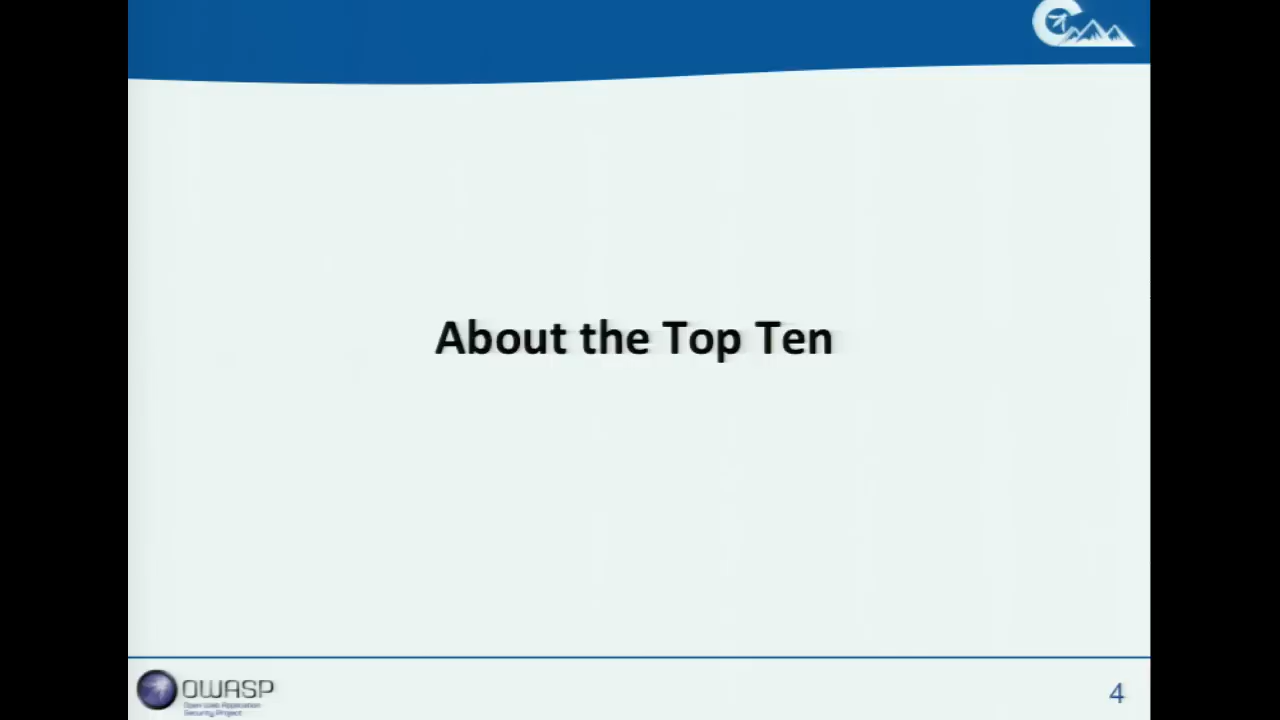 About the Top Ten
OWASP
Open Web Application
Security Project
4